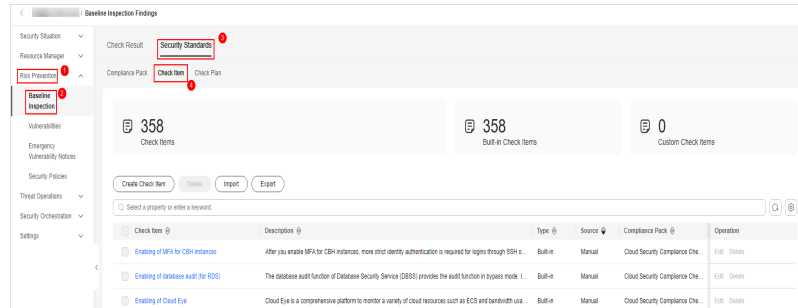 / Baseline Inspection Findings
Security Situation
Resource Manager
Risk Prevention 1
Baseline Inspection 2
Vulnerabilities
Emergency
Vulnerability Notices
Security Policies
Threat Operations
Security Orchestration
Settings
Check Result Security Standards 3
Compliance Pack Check Item Check Plan
4
358
Check Items
358
Built-in Check Items
0
Custom Check Items
Create Check Item Delete Import Export
Select a property or enter a keyword.
Check Item Description Type Source Compliance Pack Operation
Enabling of MFA for CBH instances After you enable MFA for CBH instances, more strict identity authentication is required for logins through SSH o... Built-in Manual Cloud Security Compliance Che... Edit Delete
Enabling of database audit (for RDS) The database audit function of Database Security Service (DBSS) provides the audit function in bypass mode. I... Built-in Manual Cloud Security Compliance Che... Edit Delete
Enabling of Cloud Eye Cloud Eye is a comprehensive platform to monitor a variety of cloud resources such as ECS and bandwidth usa... Built-in Manual Cloud Security Compliance Che... Edit Delete